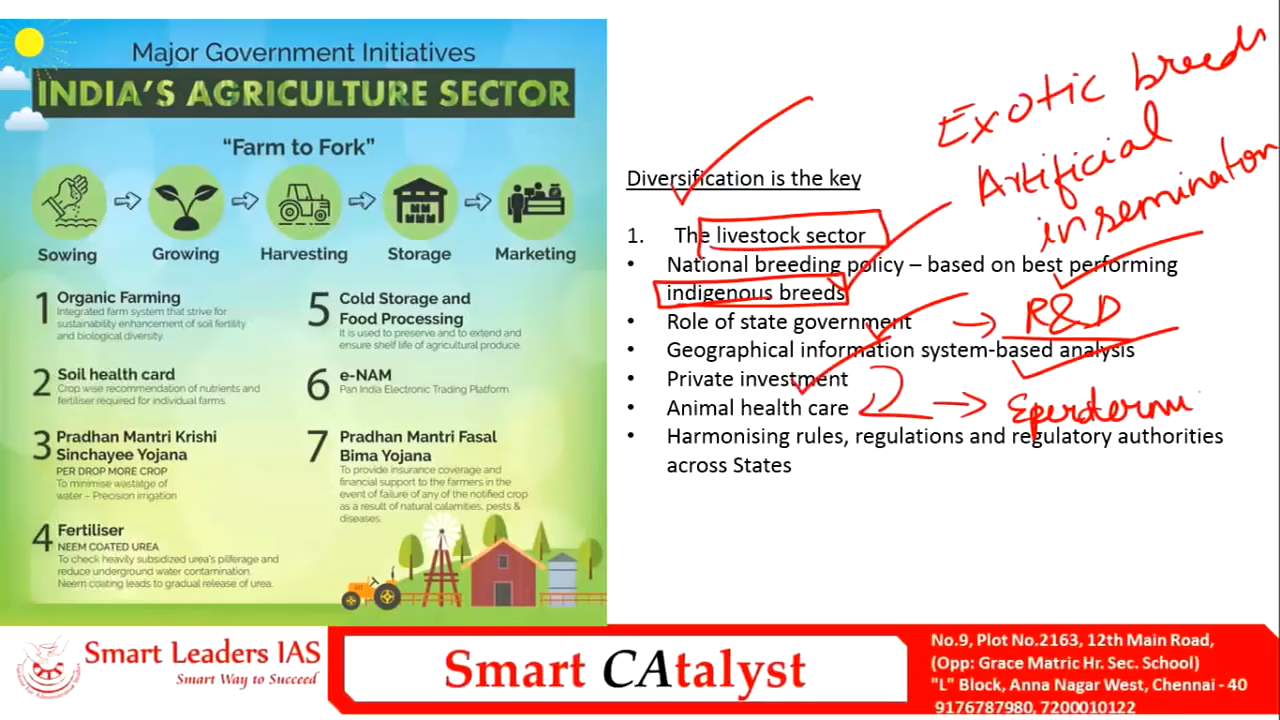 Major Government Initiatives
INDIA'S AGRICULTURE SECTOR
"Farm to Fork"
Sowing
Growing
Harvesting
Storage
Marketing
1 Organic Farming
Integrated farm system that strive for
sustainability enhancement of soil fertility
and biological diversity.
2 Soil health card
Crop wise recommendation of nutrients and
fertiliser required for individual farms.
3 Pradhan Mantri Krishi
Sinchayee Yojana
PER DROP MORE CROP
To minimise wastatge of
water – Precision irrigation
4 Fertiliser
NEEM COATED UREA
To check heavily subsidized urea's pilferage and
reduce underground water contamination.
Neem coating leads to gradual release of urea.
5 Cold Storage and
Food Processing
It is used to preserve and to extend and
ensure shelf life of agricultural produce.
6 e-NAM
Pan India Electronic Trading Platform
7 Pradhan Mantri Fasal
Bima Yojana
To provide insurance coverage and
financial support to the farmers in the
event of failure of any of the notified crop
as a result of natural calamities, pests &
diseases.
Exotic breeds
Artificial
inseminaton
Diversification is the key
1. The livestock sector
• National breeding policy – based on best performing
indigenous breeds
• Role of state government
R&D
• Geographical information system-based analysis
• Private investment
• Animal health care
• Harmonising rules, regulations and regulatory authorities
across States
Smart Leaders IAS
Smart Way to Succeed
Smart CAtalyst
No.9, Plot No.2163, 12th Main Road,
(Opp: Grace Matric Hr. Sec. School)
"L" Block, Anna Nagar West, Chennai - 40
9176787980, 7200010122